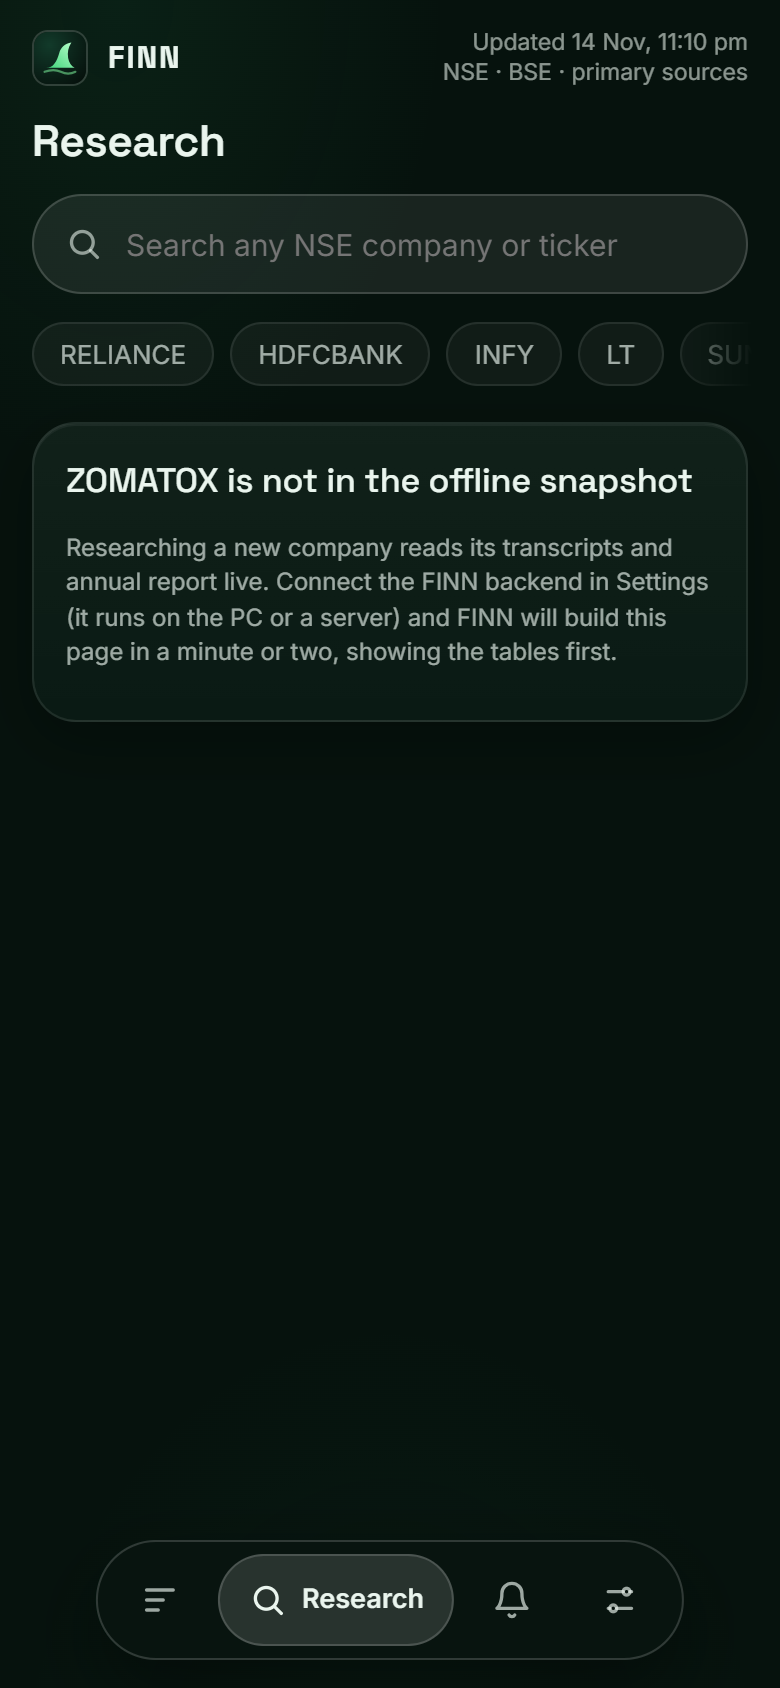 FINN
Updated 14 Nov, 11:10 pm
NSE · BSE · primary sources
Research
Search any NSE company or ticker
RELIANCE
HDFCBANK
INFY
LT
ZOMATOX is not in the offline snapshot
Researching a new company reads its transcripts and
annual report live. Connect the FINN backend in Settings
(it runs on the PC or a server) and FINN will build this
page in a minute or two, showing the tables first.
Research